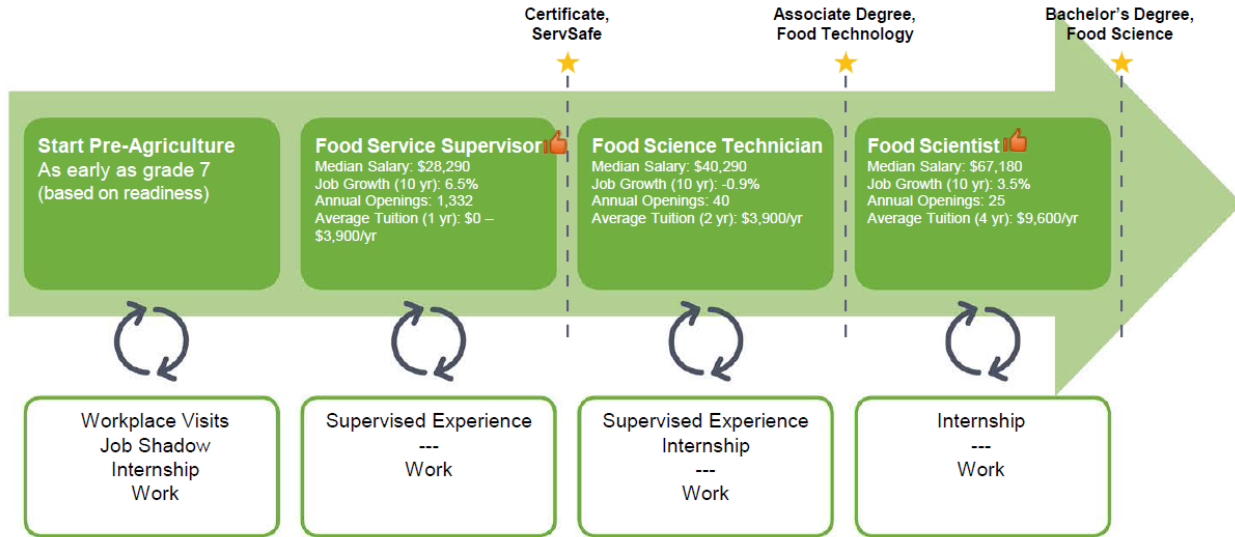 Certificate,
ServSafe
Associate Degree,
Food Technology
Bachelor's Degree,
Food Science
Start Pre-Agriculture
As early as grade 7
(based on readiness)
Food Service Supervisor
Median Salary: $28,290
Job Growth (10 yr): 6.5%
Annual Openings: 1,332
Average Tuition (1 yr): $0 –
$3,900/yr
Food Science Technician
Median Salary: $40,290
Job Growth (10 yr): -0.9%
Annual Openings: 40
Average Tuition (2 yr): $3,900/yr
Food Scientist
Median Salary: $67,180
Job Growth (10 yr): 3.5%
Annual Openings: 25
Average Tuition (4 yr): $9,600/yr
Workplace Visits
Job Shadow
Internship
Work
Supervised Experience
---
Work
Supervised Experience
Internship
---
Work
Internship
---
Work